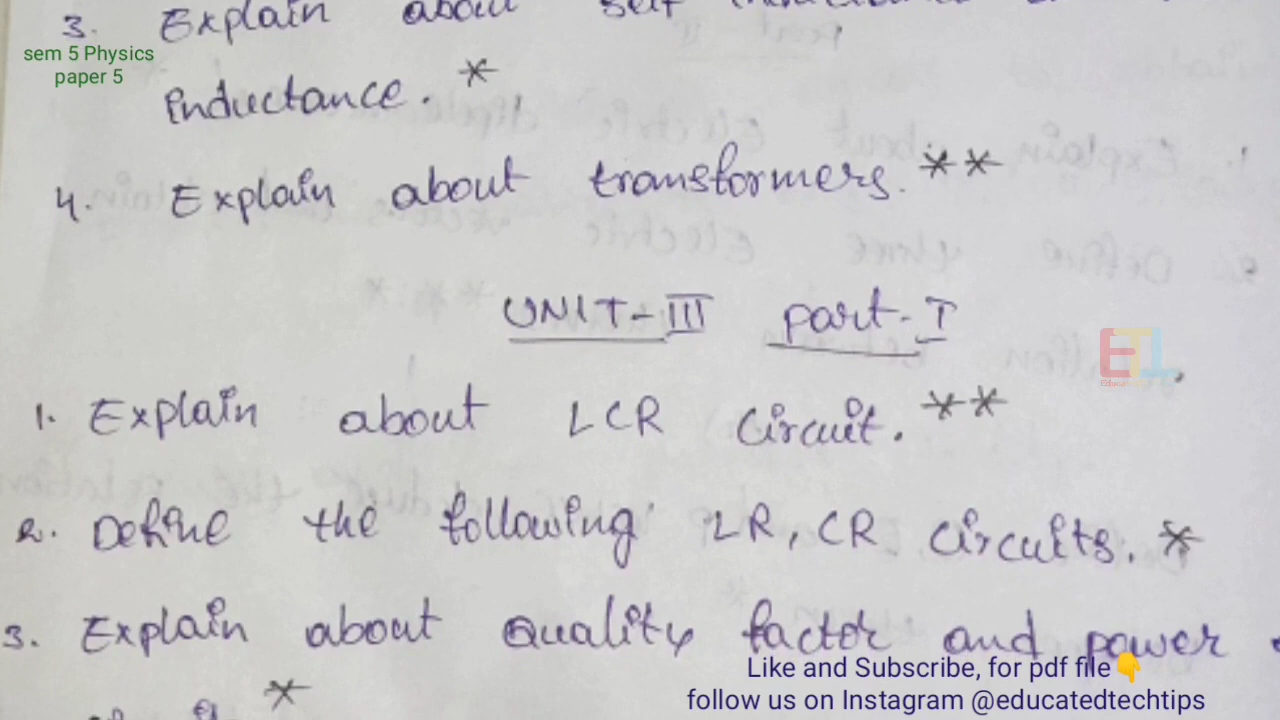 3. Explain about self
sem 5 Physics
paper 5
inductance. *
4. Explain about transformers. **
UNIT-III part-I
ETL
1. Explain about LCR circuit. **
2. Define the following LR, CR circuits. *
3. Explain about Quality factor and power
*
Like and Subscribe, for pdf file👇
follow us on Instagram @educatedtechtips